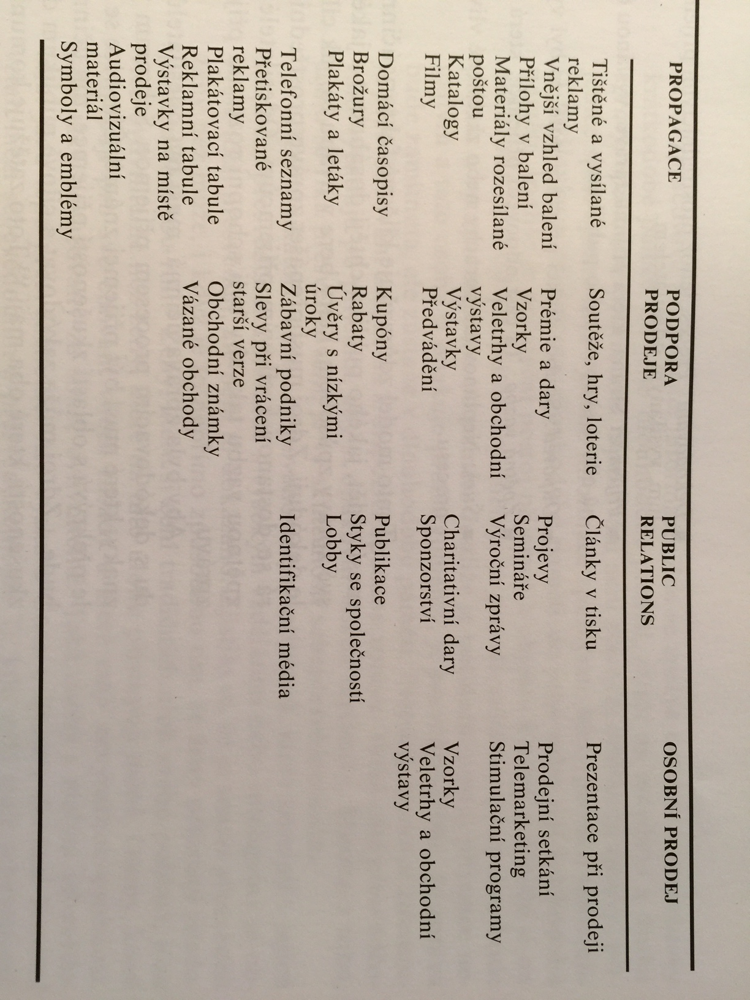 PROPAGACE
Tištěné a vysílané
reklamy
Vnější vzhled balení
Přílohy v balení
Materiály rozesílané
poštou
Katalogy
Filmy
Domácí časopisy
Brožury
Plakáty a letáky
Telefonní seznamy
Přetiskované
reklamy
Plakátovací tabule
Reklamní tabule
Výstavky na místě
prodeje
Audiovizuální
materiál
Symboly a emblémy
PODPORA
PRODEJE
Soutěže, hry, loterie
Prémie a dary
Vzorky
Veletrhy a obchodní
výstavy
Výstavky
Předvádění
Kupóny
Rabaty
Úvěry s nízkými
úroky
Zábavní podniky
Slevy při vrácení
starší verze
Obchodní známky
Vázané obchody
PUBLIC
RELATIONS
Články v tisku
Projevy
Semináře
Výroční zprávy
Charitativní dary
Sponzorství
Publikace
Styky se společností
Lobby
Identifikační média
OSOBNÍ PRODEJ
Prezentace při prodeji
Prodejní setkání
Telemarketing
Stimulační programy
Vzorky
Veletrhy a obchodní
výstavy